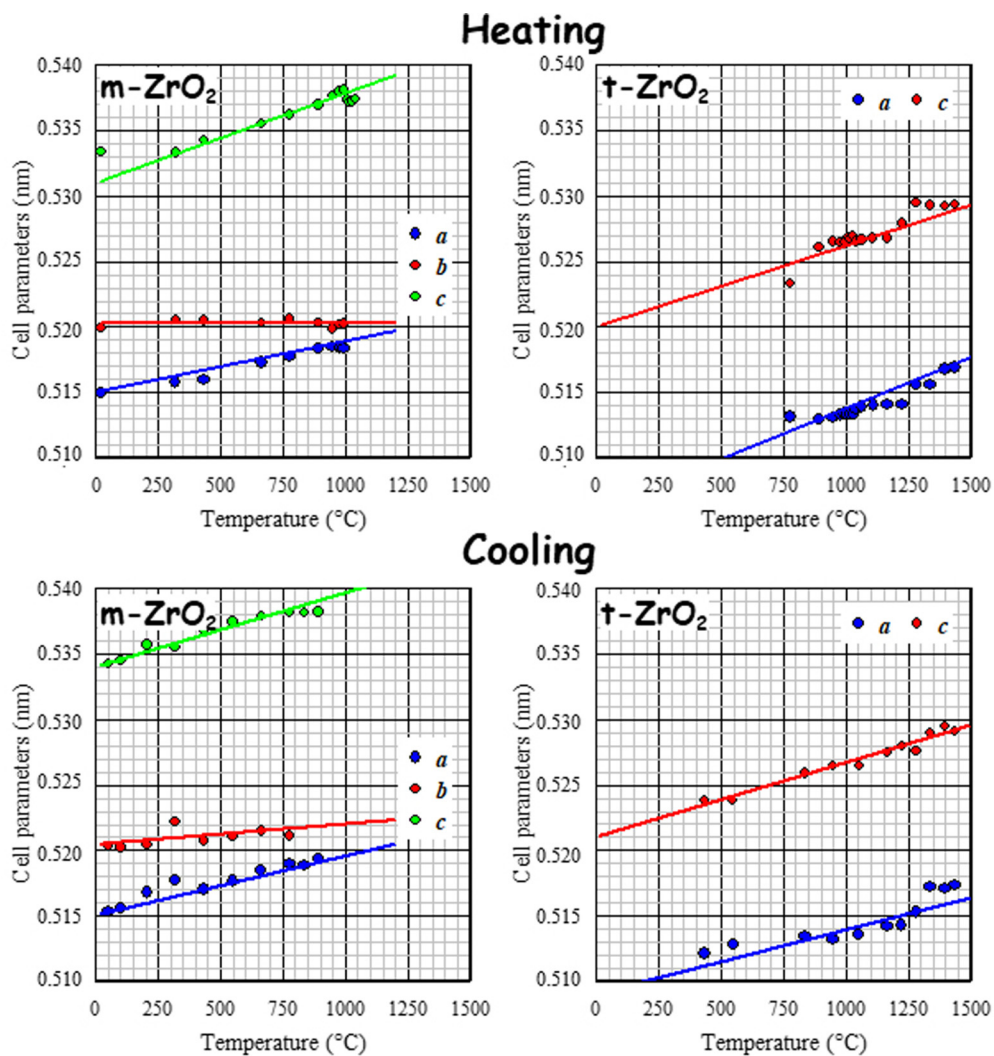 Heating
m-ZrO2
0.540
0.535
0.530
0.525
0.520
0.515
0.510
Cell parameters (nm)
a
b
c
0 250 500 750 1000 1250 1500
Temperature (°C)
t-ZrO2
a c
0.540
0.535
0.530
0.525
0.520
0.515
0.510
Cell parameters (nm)
0 250 500 750 1000 1250 1500
Temperature (°C)
Cooling
m-ZrO2
0.540
0.535
0.530
0.525
0.520
0.515
0.510
Cell parameters (nm)
a
b
c
0 250 500 750 1000 1250 1500
Temperature (°C)
t-ZrO2
a c
0.540
0.535
0.530
0.525
0.520
0.515
0.510
Cell parameters (nm)
0 250 500 750 1000 1250 1500
Temperature (°C)